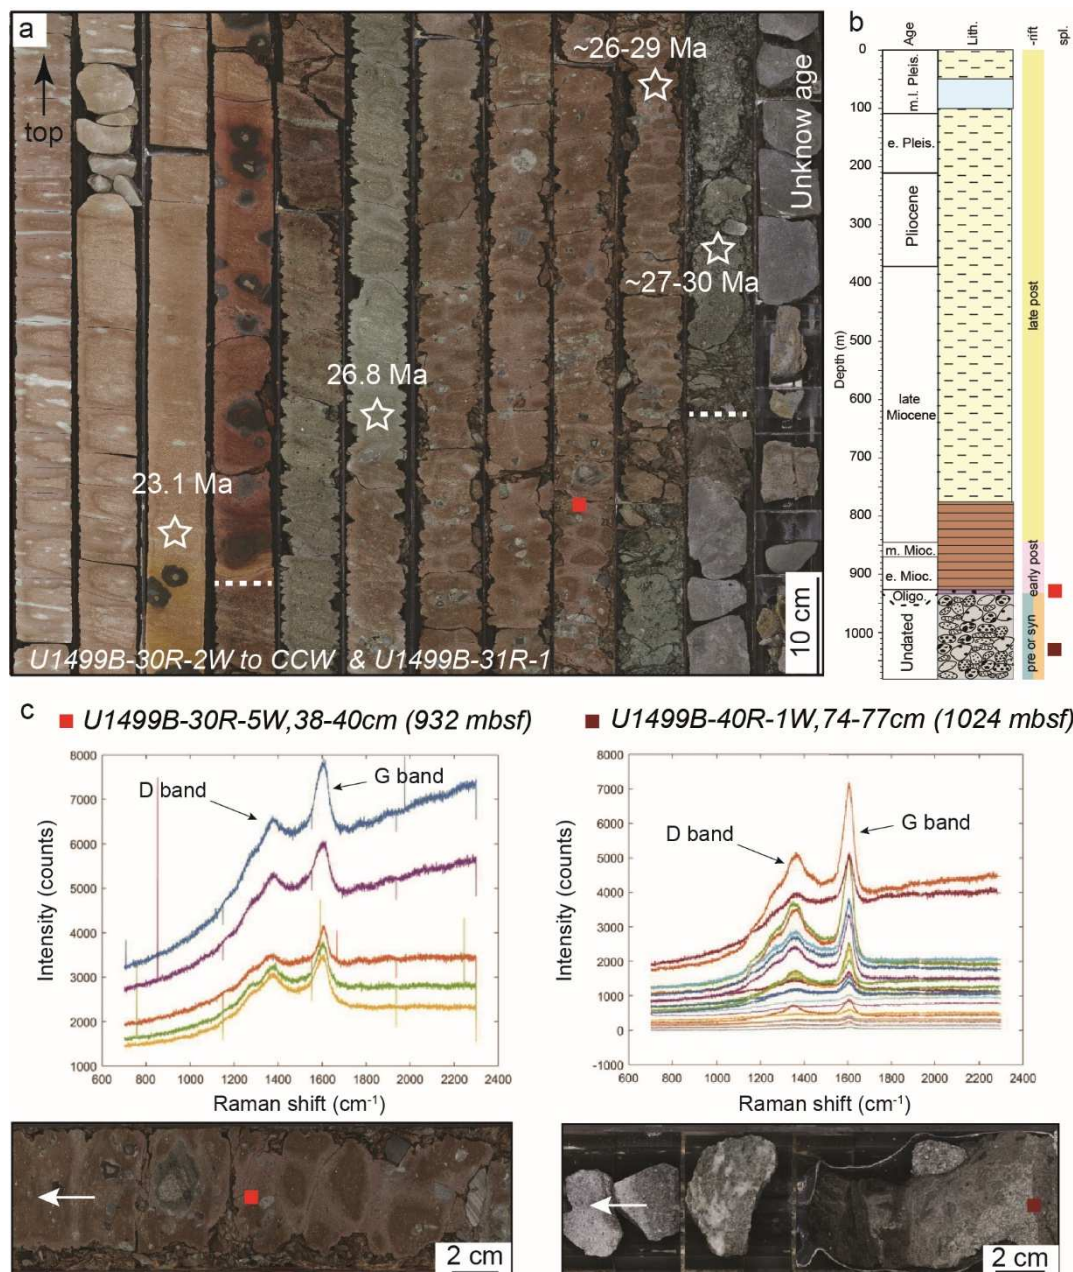 a
top
23.1 Ma
26.8 Ma
~26-29 Ma
~27-30 Ma
Unknow age
10 cm
U1499B-30R-2W to CCW & U1499B-31R-1
b
Age
Lith.
-rift
spl.
Depth (m)
0
100
200
300
400
500
600
700
800
900
1000
m.l. Pleis.
e. Pleis.
Pliocene
late
Miocene
m. Mioc.
e. Mioc.
Oligo.
Undated
late post
early post
pre or syn
c
U1499B-30R-5W,38-40cm (932 mbsf)
Intensity (counts)
8000
7000
6000
5000
4000
3000
2000
1000
D band
G band
600 800 1000 1200 1400 1600 1800 2000 2200 2400
Raman shift (cm⁻¹)
2 cm
U1499B-40R-1W,74-77cm (1024 mbsf)
Intensity (counts)
8000
7000
6000
5000
4000
3000
2000
1000
0
-1000
D band
G band
600 800 1000 1200 1400 1600 1800 2000 2200 2400
Raman shift (cm⁻¹)
2 cm